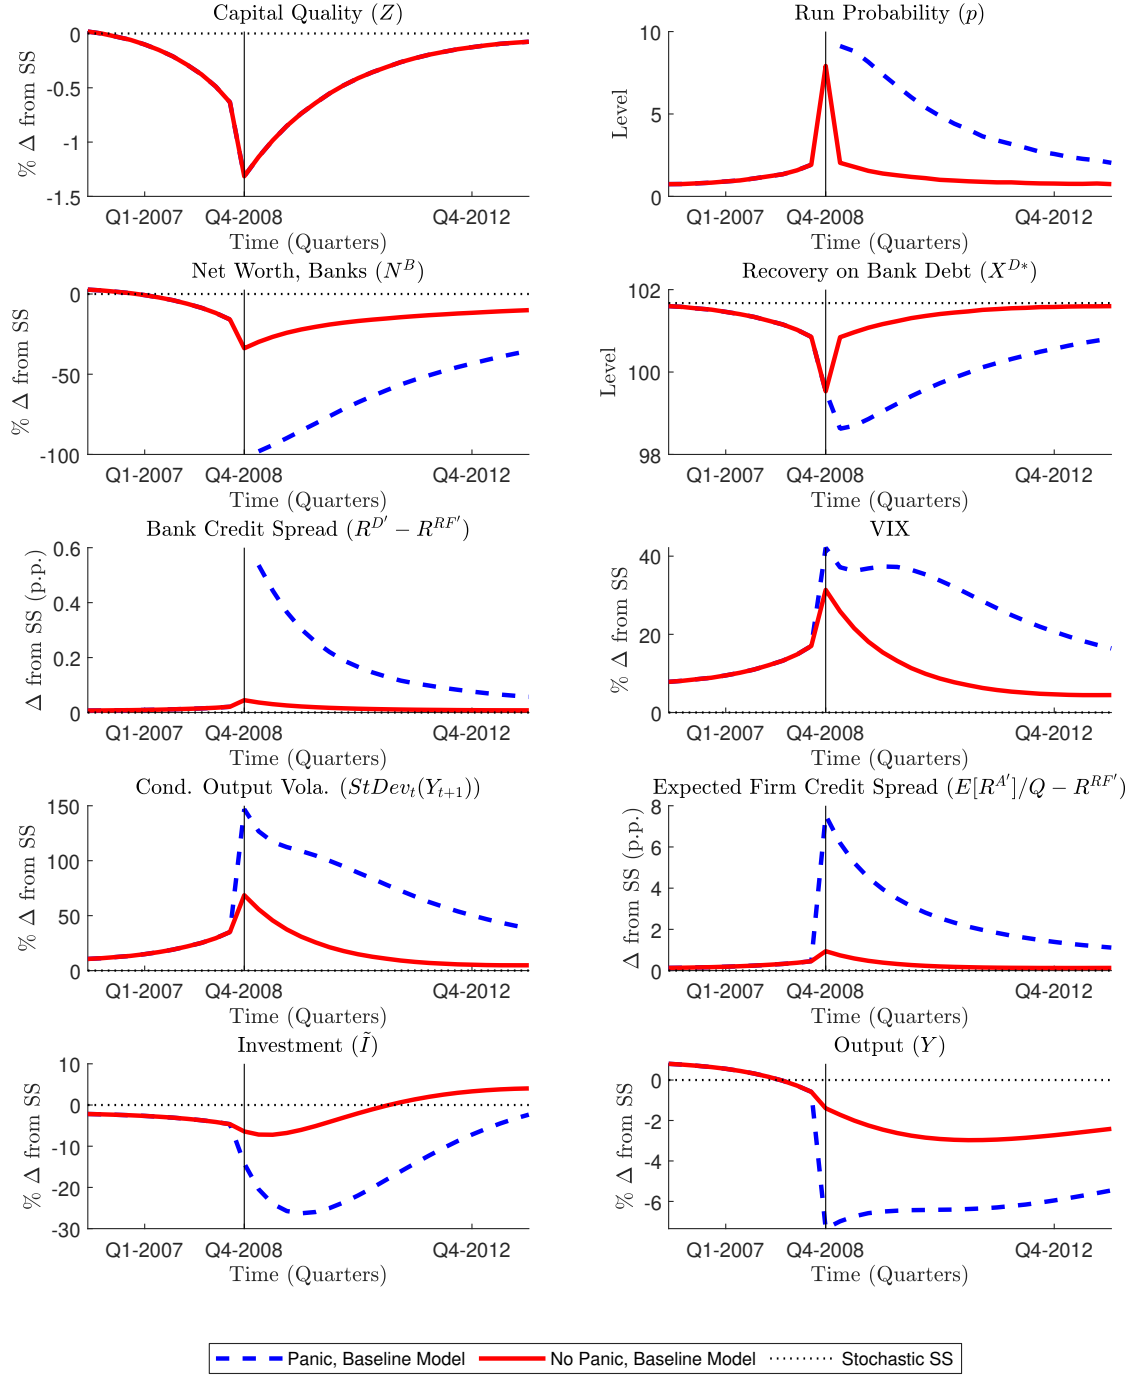 Capital Quality (Z)
% Δ from SS
0
-0.5
-1
-1.5
Q1-2007 Q4-2008 Q4-2012
Time (Quarters)
Run Probability (p)
Level
10
5
0
Q1-2007 Q4-2008 Q4-2012
Time (Quarters)
Net Worth, Banks (N^B)
% Δ from SS
0
-50
-100
Q1-2007 Q4-2008 Q4-2012
Time (Quarters)
Recovery on Bank Debt (X^{D*})
Level
102
100
98
Q1-2007 Q4-2008 Q4-2012
Time (Quarters)
Bank Credit Spread (R^{D'} − R^{RF'})
Δ from SS (p.p.)
0.6
0.4
0.2
0
Q1-2007 Q4-2008 Q4-2012
Time (Quarters)
VIX
% Δ from SS
40
20
0
Q1-2007 Q4-2008 Q4-2012
Time (Quarters)
Cond. Output Vola. (StDev_t(Y_{t+1}))
% Δ from SS
150
100
50
0
Q1-2007 Q4-2008 Q4-2012
Time (Quarters)
Expected Firm Credit Spread (E[R^{A'}]/Q − R^{RF'})
Δ from SS (p.p.)
8
6
4
2
0
Q1-2007 Q4-2008 Q4-2012
Time (Quarters)
Investment (Ĩ)
% Δ from SS
10
0
-10
-20
-30
Q1-2007 Q4-2008 Q4-2012
Time (Quarters)
Output (Y)
% Δ from SS
0
-2
-4
-6
Q1-2007 Q4-2008 Q4-2012
Time (Quarters)
Panic, Baseline Model No Panic, Baseline Model Stochastic SS